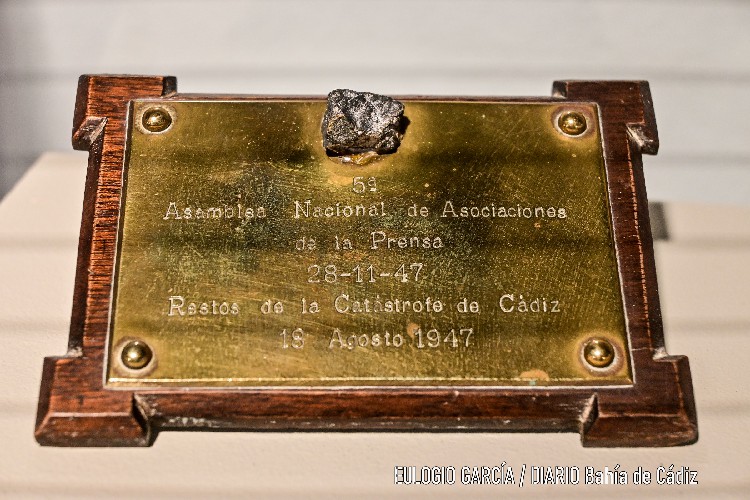 5ª
Asamblea Nacional de Asociaciones
de la Prensa
28-11-47
Restos de la Catástrofe de Cádiz
18 Agosto 1947
EULOGIO GARCÍA / DIARIO Bahía de Cádiz